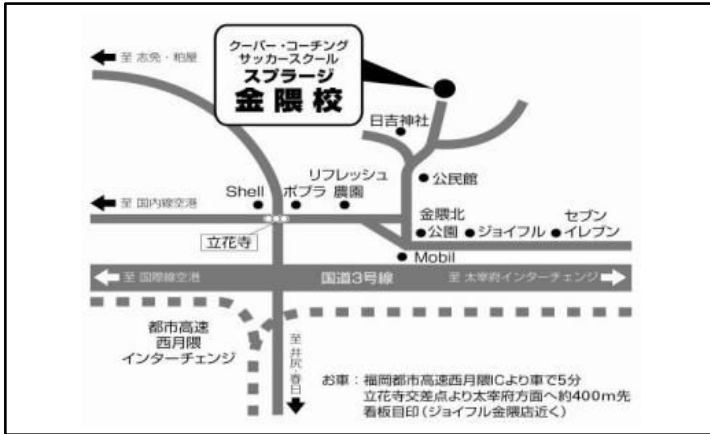 クーバー・コーチング
サッカースクール
スプラージ
金隈校
至 志免・粕屋
日吉神社
リフレッシュ
農園
Shell
ポプラ
公民館
至 国内線空港
立花寺
金隈北
公園
ジョイフル
セブン
イレブン
Mobil
至 国際線空港
国道3号線
至 太宰府インターチェンジ
都市高速
西月隈
インターチェンジ
至 井尻・春日
お車：福岡都市高速西月隈ICより車で5分
立花寺交差点より太宰府方面へ約400m先
看板目印（ジョイフル金隈店近く）